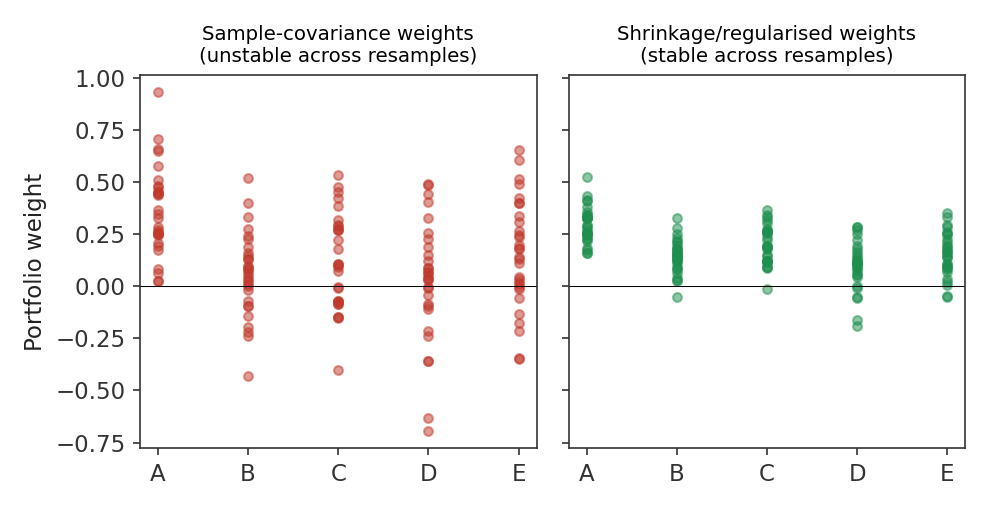 Sample-covariance weights
(unstable across resamples)
Shrinkage/regularised weights
(stable across resamples)
Portfolio weight
1.00
0.75
0.50
0.25
0.00
−0.25
−0.50
−0.75
A B C D E
A B C D E